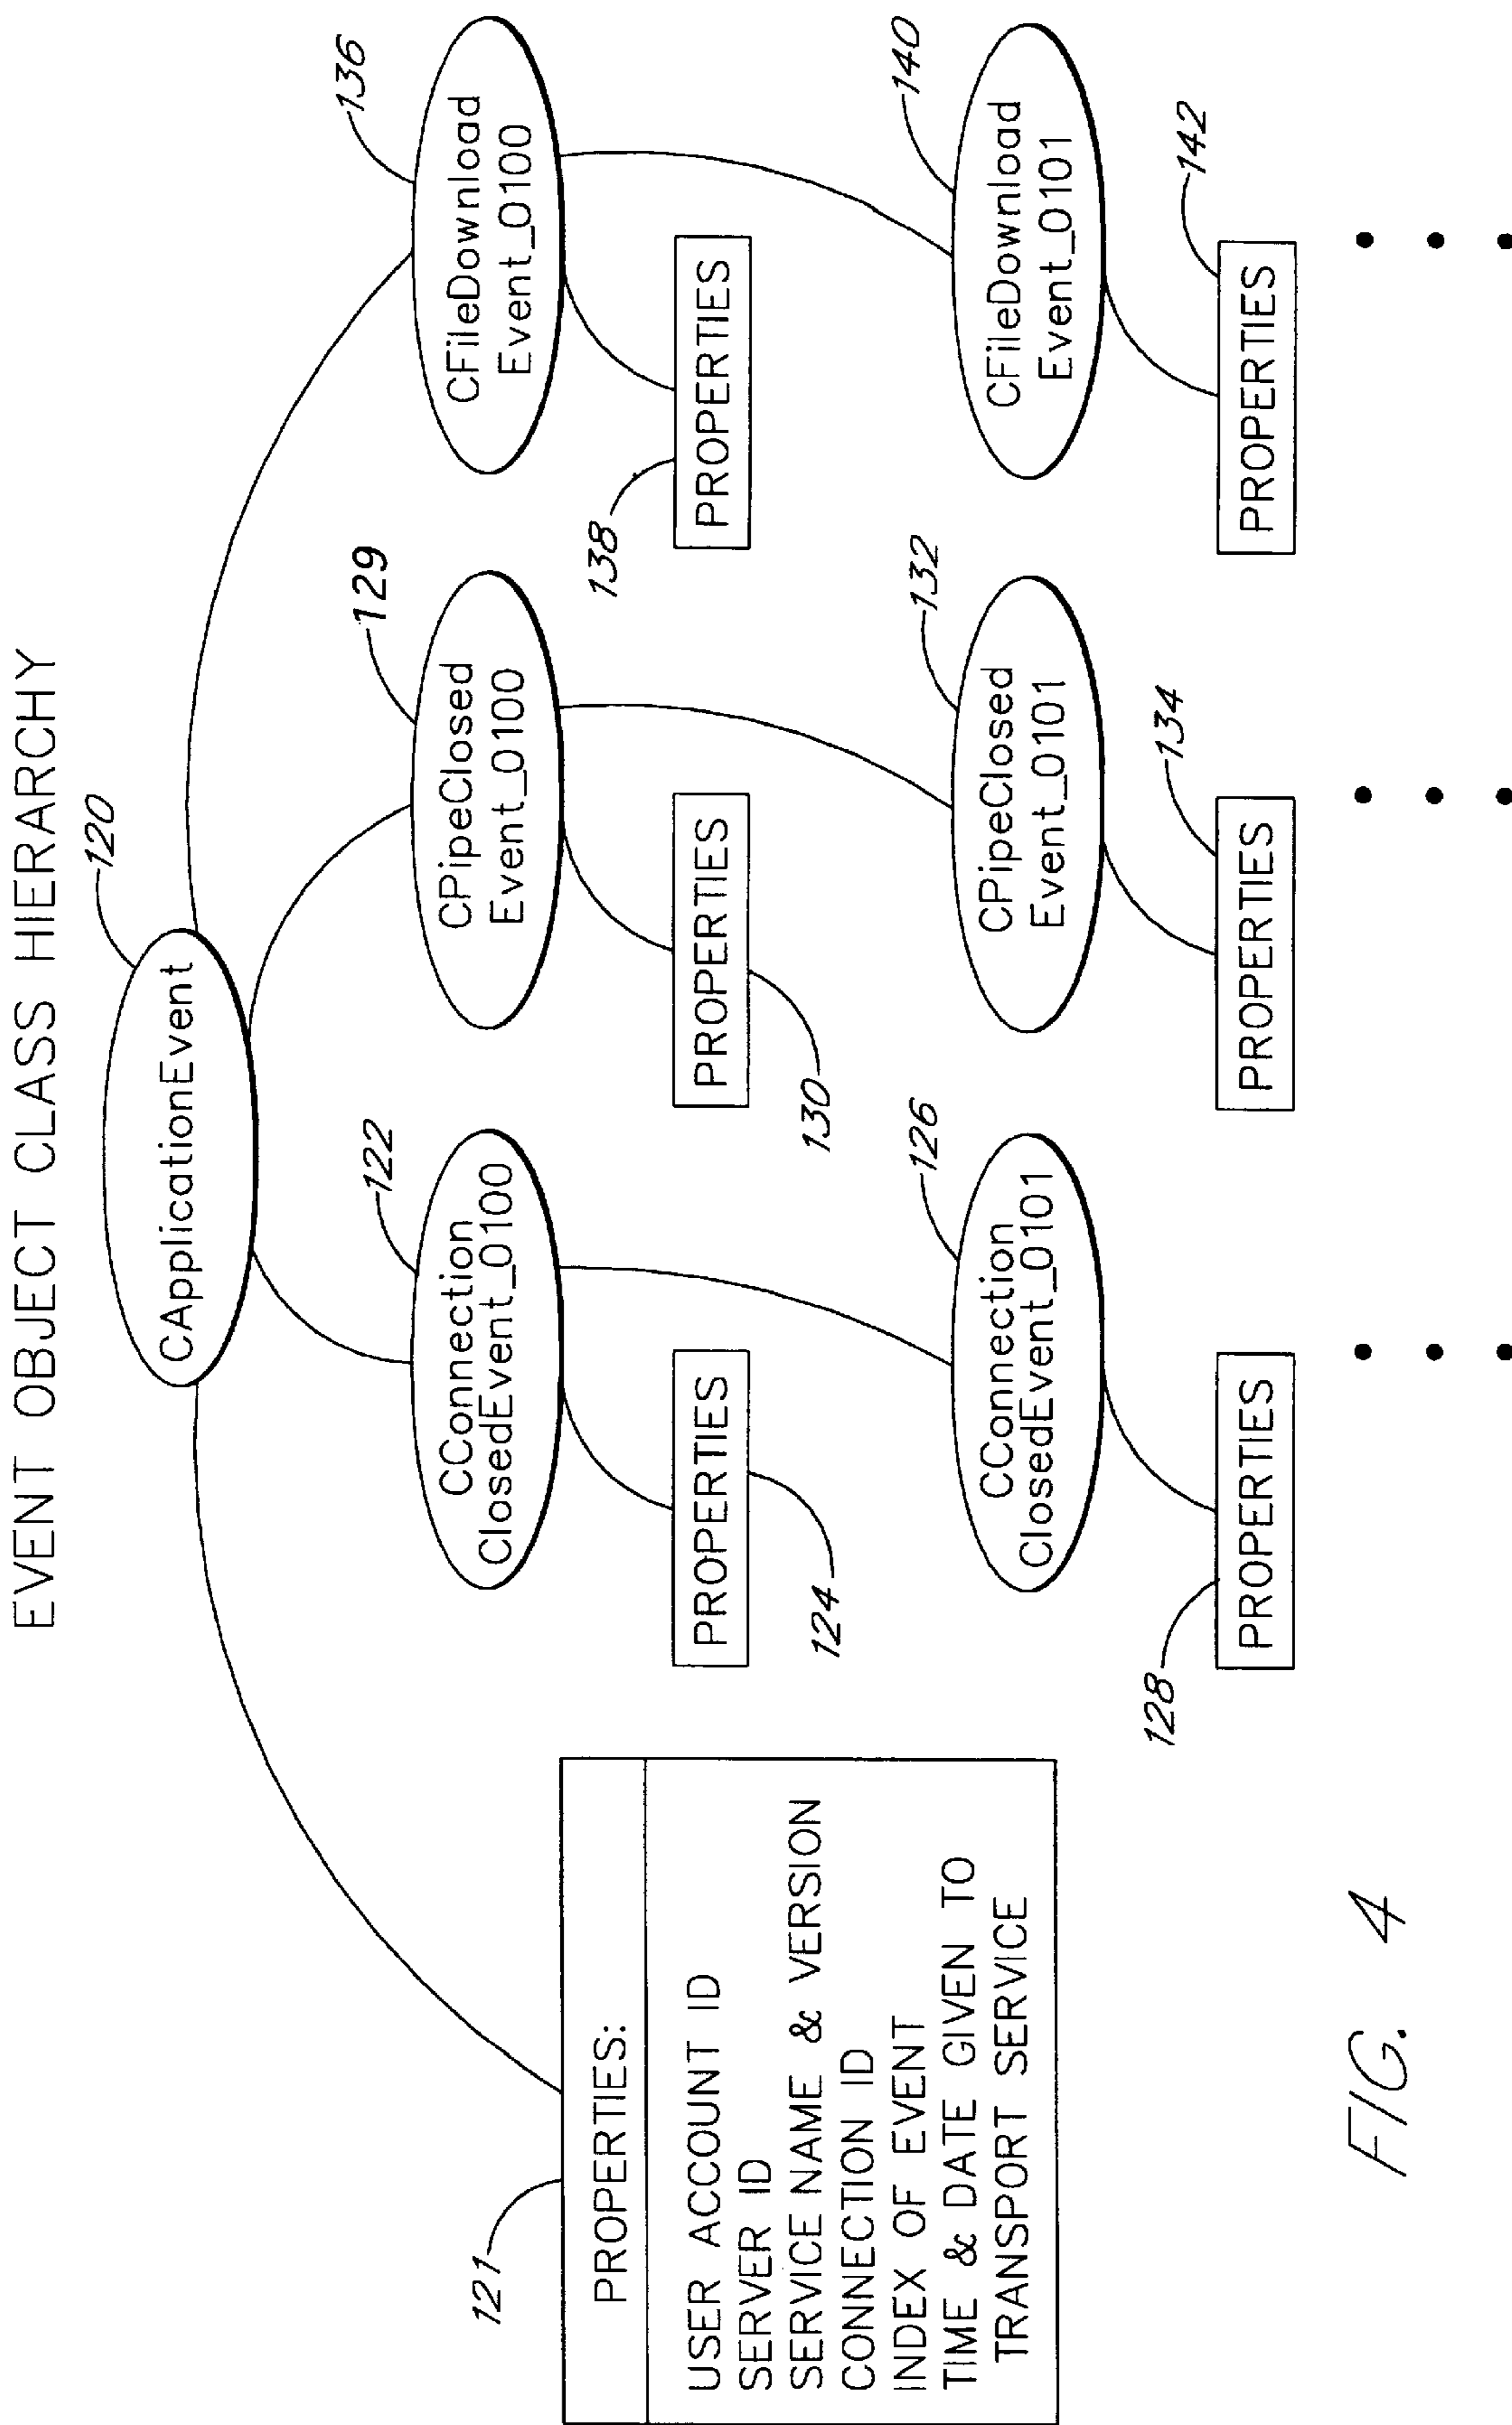 EVENT OBJECT CLASS HIERARCHY
120
CApplicationEvent
121
PROPERTIES:
USER ACCOUNT ID
SERVER ID
SERVICE NAME & VERSION
CONNECTION ID
INDEX OF EVENT
TIME & DATE GIVEN TO
TRANSPORT SERVICE
122
CConnection
ClosedEvent_0100
PROPERTIES
124
126
CConnection
ClosedEvent_0101
128
PROPERTIES
129
CPipeClosed
Event_0100
PROPERTIES
130
132
CPipeClosed
Event_0101
134
PROPERTIES
136
CFileDownload
Event_0100
138
PROPERTIES
140
CFileDownload
Event_0101
142
PROPERTIES
FIG. 4